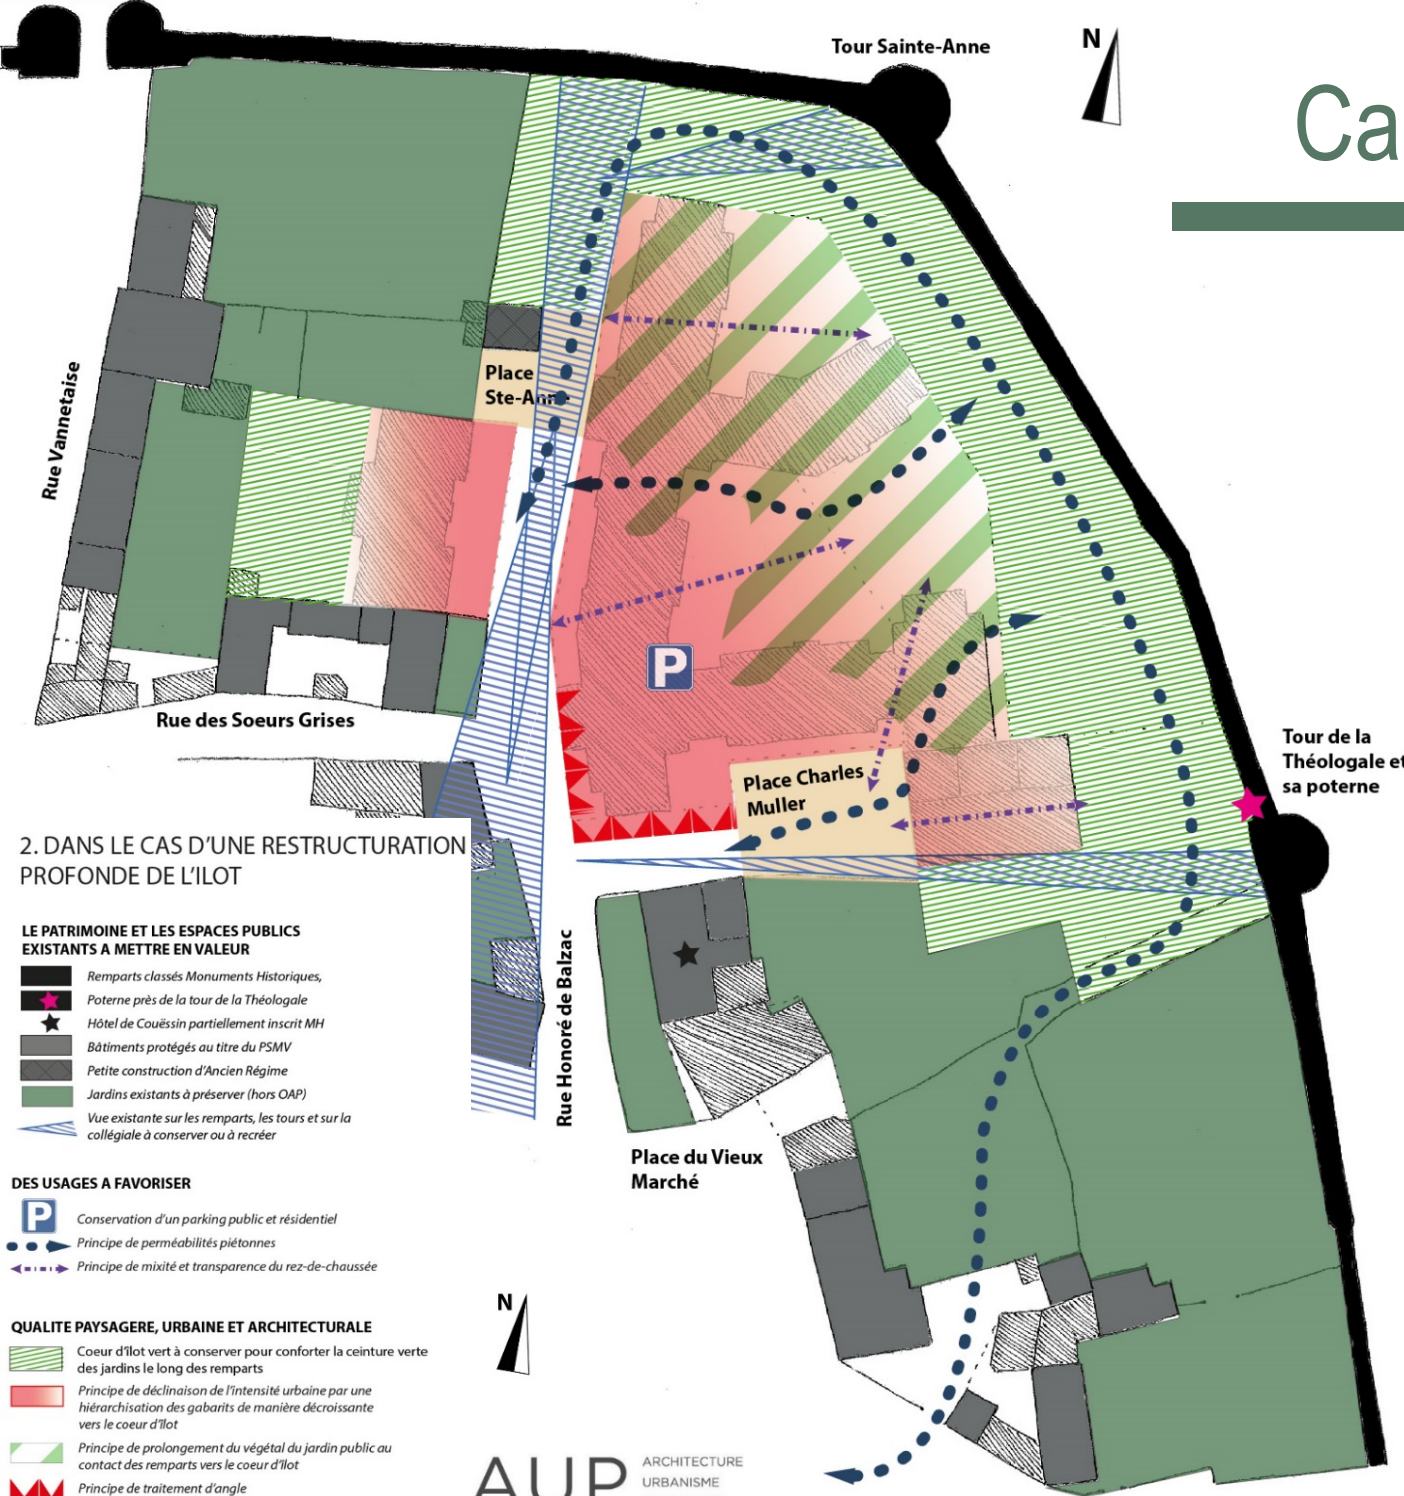 Tour Sainte-Anne
N
Ca
Place
Ste-Anne
Rue Vannetaise
P
Rue des Soeurs Grises
Place Charles
Muller
Tour de la
Théologale et
sa poterne
Rue Honoré de Balzac
Place du Vieux
Marché
2. DANS LE CAS D'UNE RESTRUCTURATION
PROFONDE DE L'ILOT
LE PATRIMOINE ET LES ESPACES PUBLICS
EXISTANTS A METTRE EN VALEUR
Remparts classés Monuments Historiques,
Poterne près de la tour de la Théologale
Hôtel de Couëssin partiellement inscrit MH
Bâtiments protégés au titre du PSMV
Petite construction d'Ancien Régime
Jardins existants à préserver (hors OAP)
Vue existante sur les remparts, les tours et sur la
collégiale à conserver ou à recréer
DES USAGES A FAVORISER
P
Conservation d'un parking public et résidentiel
Principe de perméabilités piétonnes
Principe de mixité et transparence du rez-de-chaussée
N
QUALITE PAYSAGERE, URBAINE ET ARCHITECTURALE
Coeur d'îlot vert à conserver pour conforter la ceinture verte
des jardins le long des remparts
Principe de déclinaison de l'intensité urbaine par une
hiérarchisation des gabarits de manière décroissante
vers le coeur d'îlot
Principe de prolongement du végétal du jardin public au
contact des remparts vers le coeur d'îlot
Principe de traitement d'angle
AUP
ARCHITECTURE
URBANISME